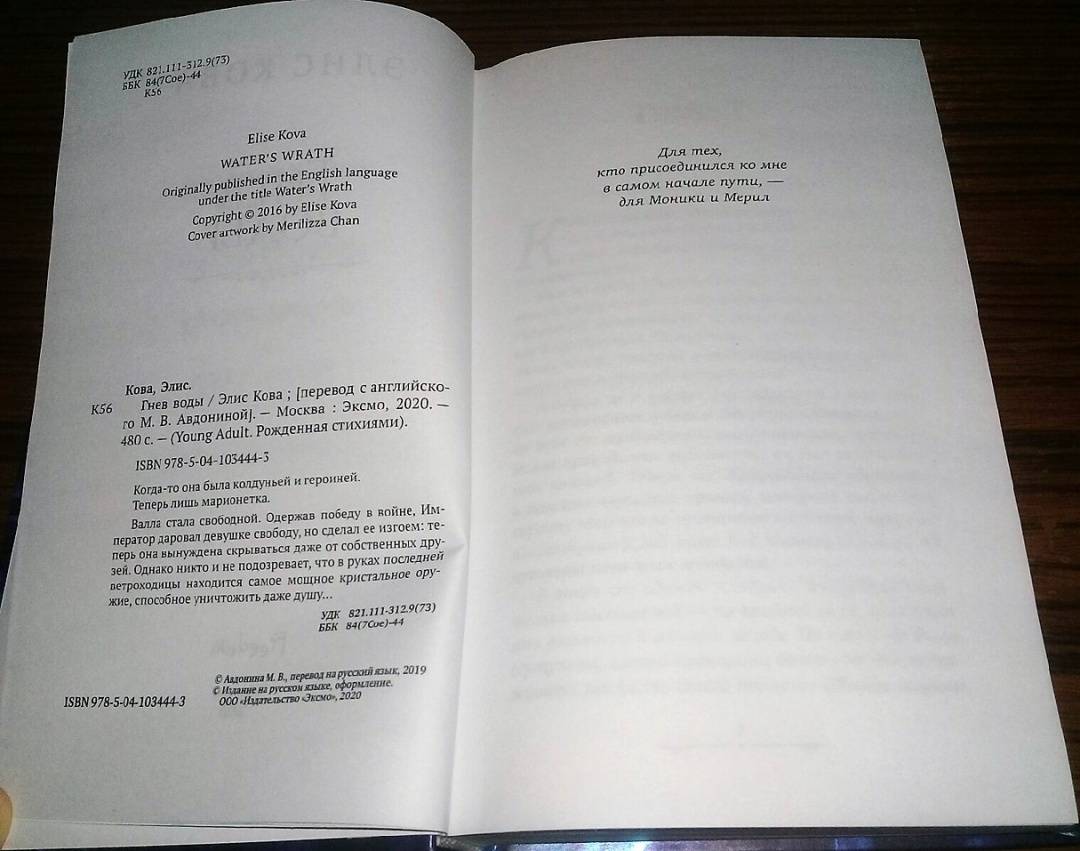 УДК 821.111-312.9(73)
ББК 84(7Сое)-44
К56
Elise Kova
WATER'S WRATH
Originally published in the English language
under the title Water's Wrath
Copyright © 2016 by Elise Kova
Cover artwork by Merilizza Chan
Кова, Элис.
К56 Гнев воды / Элис Кова ; [перевод с английско-
го М. В. Авдониной]. — Москва : Эксмо, 2020. —
480 с. — (Young Adult. Рожденная стихиями).
ISBN 978-5-04-103444-3
Когда-то она была колдуньей и героиней.
Теперь лишь марионетка.
Валла стала свободной. Одержав победу в войне, Им-
ператор даровал девушке свободу, но сделал ее изгоем: те-
перь она вынуждена скрываться даже от собственных дру-
зей. Однако никто и не подозревает, что в руках последней
ветроходицы находится самое мощное кристальное ору-
жие, способное уничтожить даже душу...
УДК 821.111-312.9(73)
ББК 84(7Сое)-44
© Авдонина М. В., перевод на русский язык, 2019
© Издание на русском языке, оформление.
ООО «Издательство «Эксмо», 2020
ISBN 978-5-04-103444-3
Для тех,
кто присоединился ко мне
в самом начале пути, —
для Моники и Мерил